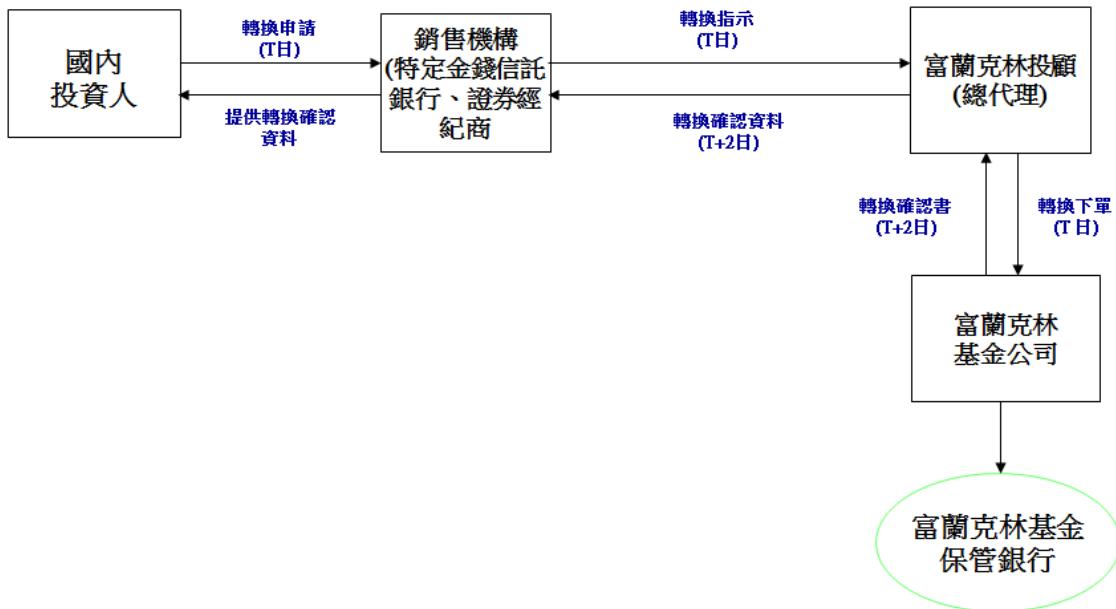 國內
投資人
轉換申請
(T日)
提供轉換確認
資料
銷售機構
(特定金錢信託
銀行、證券經
紀商
轉換指示
(T日)
轉換確認資料
(T+2日)
富蘭克林投顧
(總代理)
轉換確認書
(T+2日)
轉換下單
(T 日)
富蘭克林
基金公司
富蘭克林基金
保管銀行